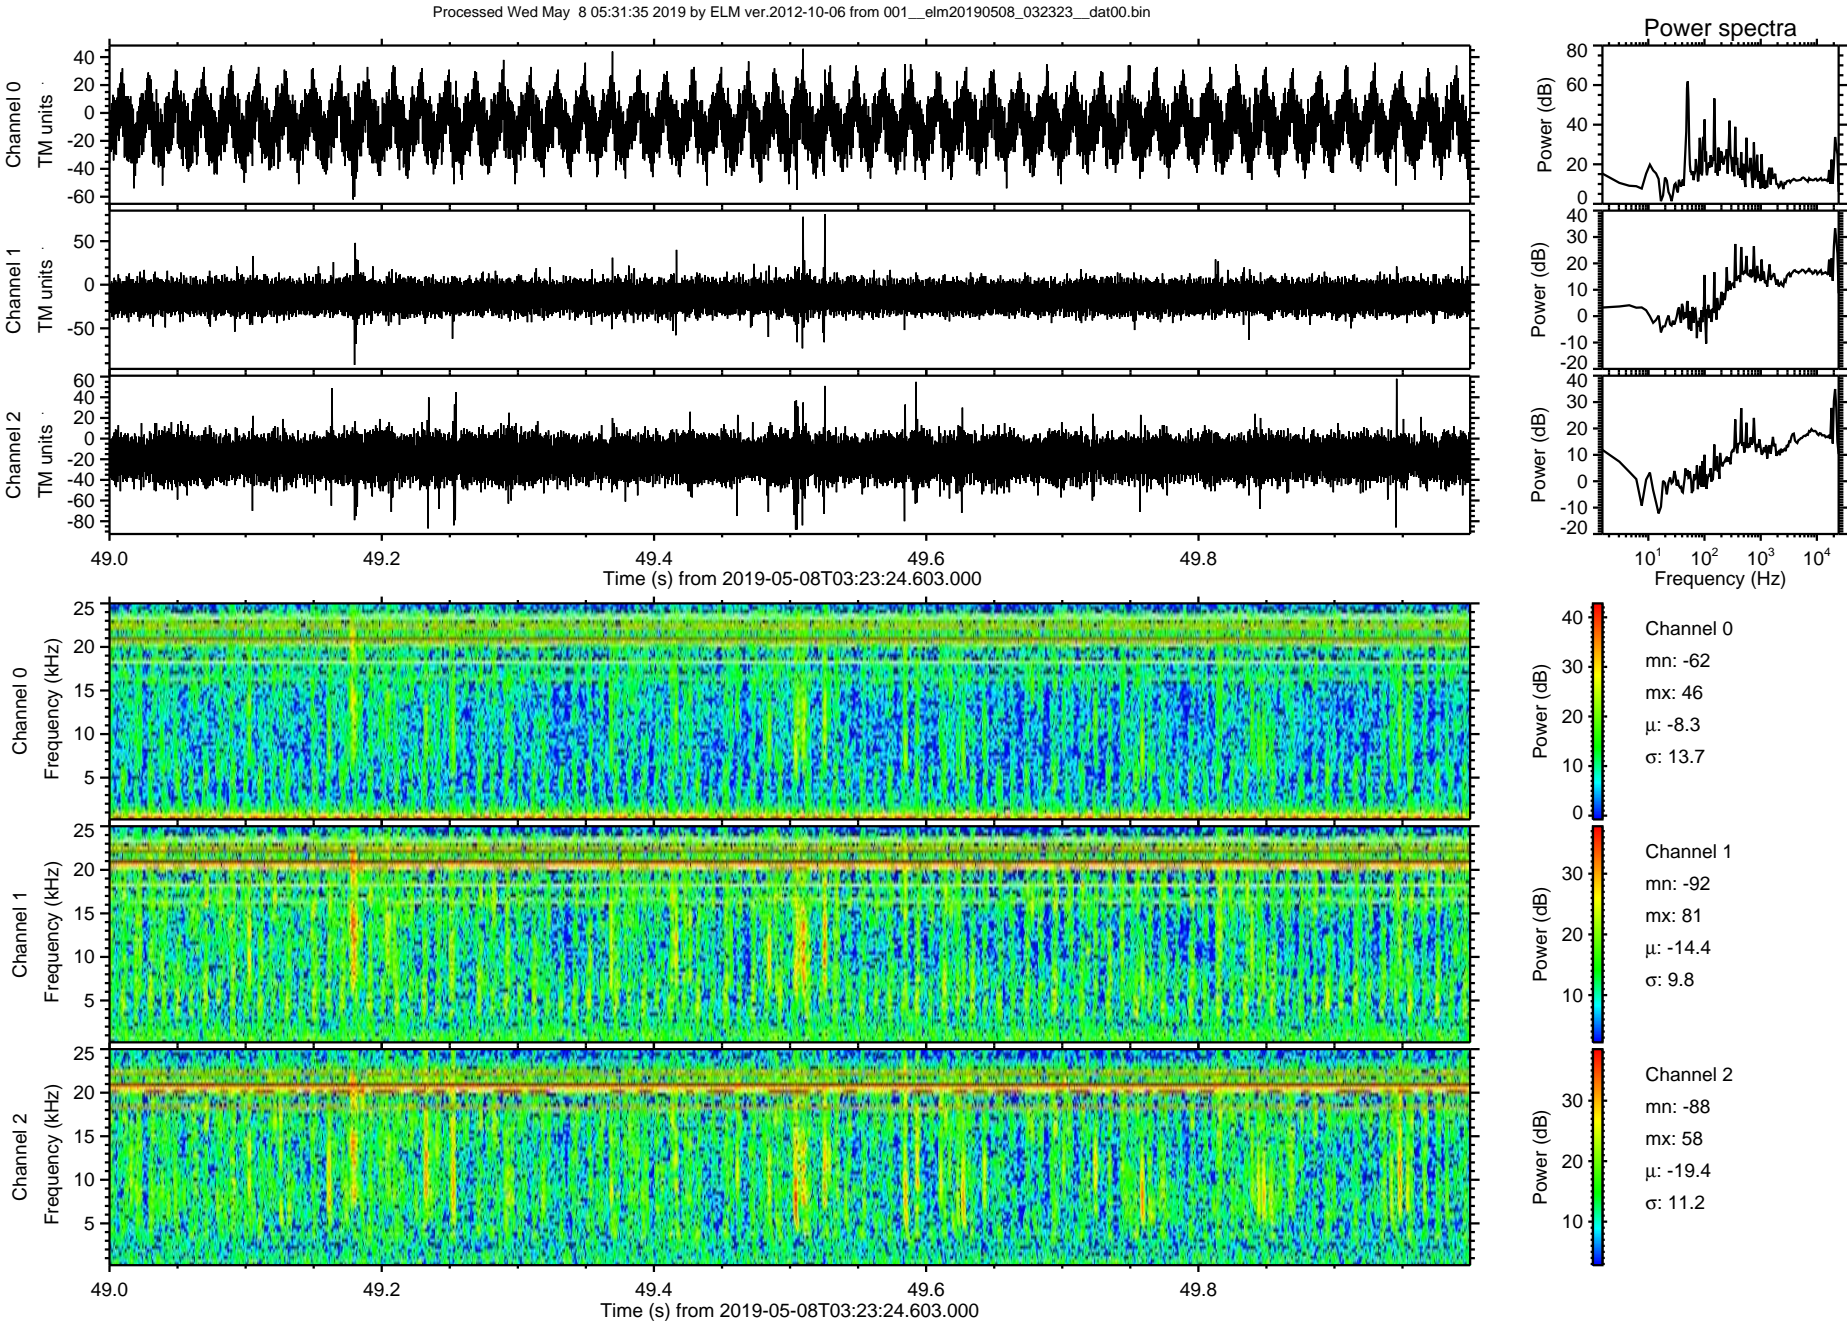 Processed Wed May  8 05:31:35 2019 by ELM ver.2012-10-06 from 001__elm20190508_032323__dat00.bin
Power spectra
Channel 0
TM units
40
20
0
-20
-40
-60
Power (dB)
80
60
40
20
0
Channel 1
TM units
50
0
-50
Power (dB)
40
30
20
10
0
-10
-20
Channel 2
TM units
60
40
20
0
-20
-40
-60
-80
Power (dB)
40
30
20
10
0
-10
-20
49.0 49.2 49.4 49.6 49.8
Time (s) from 2019-05-08T03:23:24.603.000
10¹ 10² 10³ 10⁴
Frequency (Hz)
Channel 0
Frequency (kHz)
25
20
15
10
5
Power (dB)
40
30
20
10
0
Channel 0
mn: -62
mx: 46
μ: -8.3
σ: 13.7
Channel 1
Frequency (kHz)
25
20
15
10
5
Power (dB)
30
20
10
Channel 1
mn: -92
mx: 81
μ: -14.4
σ: 9.8
Channel 2
Frequency (kHz)
25
20
15
10
5
Power (dB)
30
20
10
Channel 2
mn: -88
mx: 58
μ: -19.4
σ: 11.2
49.0 49.2 49.4 49.6 49.8
Time (s) from 2019-05-08T03:23:24.603.000